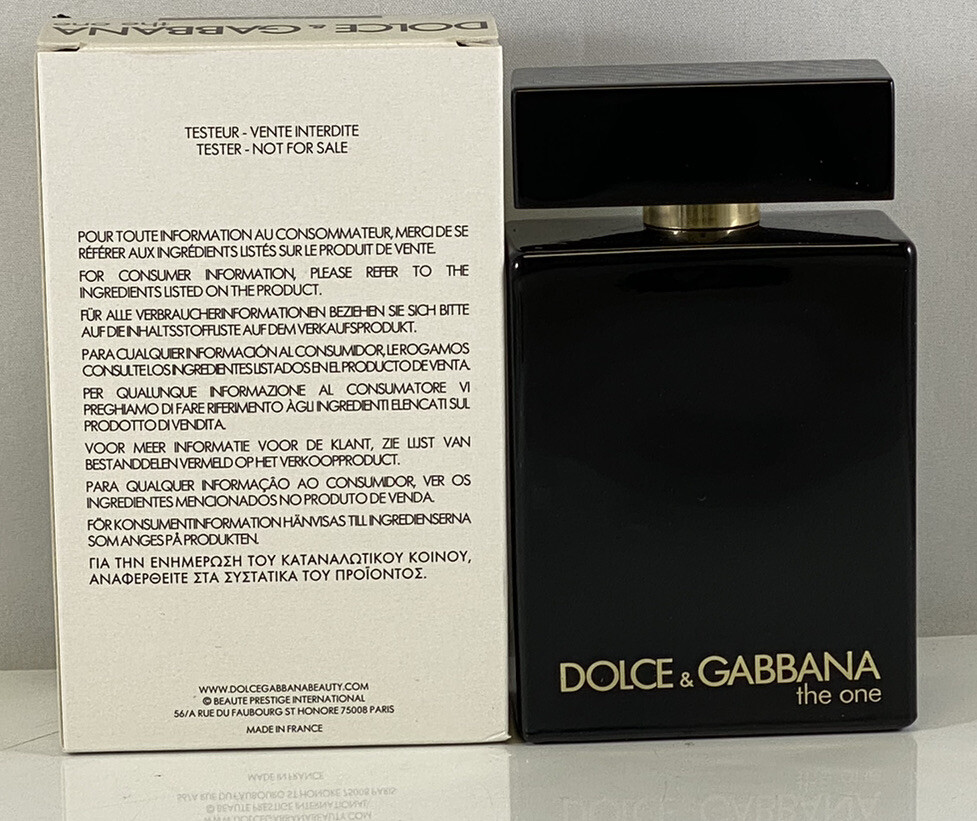 DOLCE & GABBANA
the one
TESTEUR - VENTE INTERDITE
TESTER - NOT FOR SALE
POUR TOUTE INFORMATION AU CONSOMMATEUR, MERCI DE SE
RÉFÉRER AUX INGRÉDIENTS LISTÉS SUR LE PRODUIT DE VENTE.
FOR CONSUMER INFORMATION, PLEASE REFER TO THE
INGREDIENTS LISTED ON THE PRODUCT.
FÜR ALLE VERBRAUCHERINFORMATIONEN BEZIEHEN SIE SICH BITTE
AUF DIE INHALTSSTOFFLISTE AUF DEM VERKAUFSPRODUKT.
PARA CUALQUIER INFORMACIÓN AL CONSUMIDOR, LE ROGAMOS
CONSULTE LOS INGREDIENTES LISTADOS EN EL PRODUCTO DE VENTA.
PER QUALUNQUE INFORMAZIONE AL CONSUMATORE VI
PREGHIAMO DI FARE RIFERIMENTO ÀGLI INGREDIENTI ELENCATI SUL
PRODOTTO DI VENDITA.
VOOR MEER INFORMATIE VOOR DE KLANT, ZIE LIJST VAN
BESTANDDELEN VERMELD OP HET VERKOOPPRODUCT.
PARA QUALQUER INFORMAÇÃO AO CONSUMIDOR, VER OS
INGREDIENTES MENCIONADOS NO PRODUTO DE VENDA.
FÖR KONSUMENTINFORMATION HÄNVISAS TILL INGREDIENSERNA
SOM ANGES PÅ PRODUKTEN.
ΓΙΑ ΤΗΝ ΕΝΗΜΕΡΩΣΗ ΤΟΥ ΚΑΤΑΝΑΛΩΤΙΚΟΥ ΚΟΙΝΟΥ,
ΑΝΑΦΕΡΘΕΙΤΕ ΣΤΑ ΣΥΣΤΑΤΙΚΑ ΤΟΥ ΠΡΟΪΟΝΤΟΣ.
WWW.DOLCEGABBANABEAUTY.COM
© BEAUTE PRESTIGE INTERNATIONAL
56/A RUE DU FAUBOURG ST HONORE 75008 PARIS
MADE IN FRANCE
DOLCE & GABBANA
the one